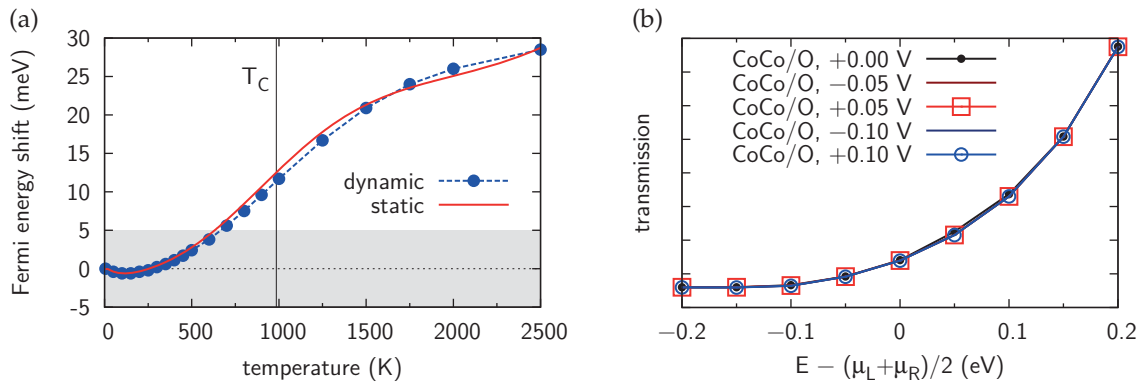 (a)
Fermi energy shift (meV)
30
25
20
15
10
5
0
-5
T_C
dynamic
static
0 500 1000 1500 2000 2500
temperature (K)
(b)
transmission
CoCo/O, +0.00 V
CoCo/O, −0.05 V
CoCo/O, +0.05 V
CoCo/O, −0.10 V
CoCo/O, +0.10 V
−0.2 −0.1 0 0.1 0.2
E − (μ_L+μ_R)/2 (eV)